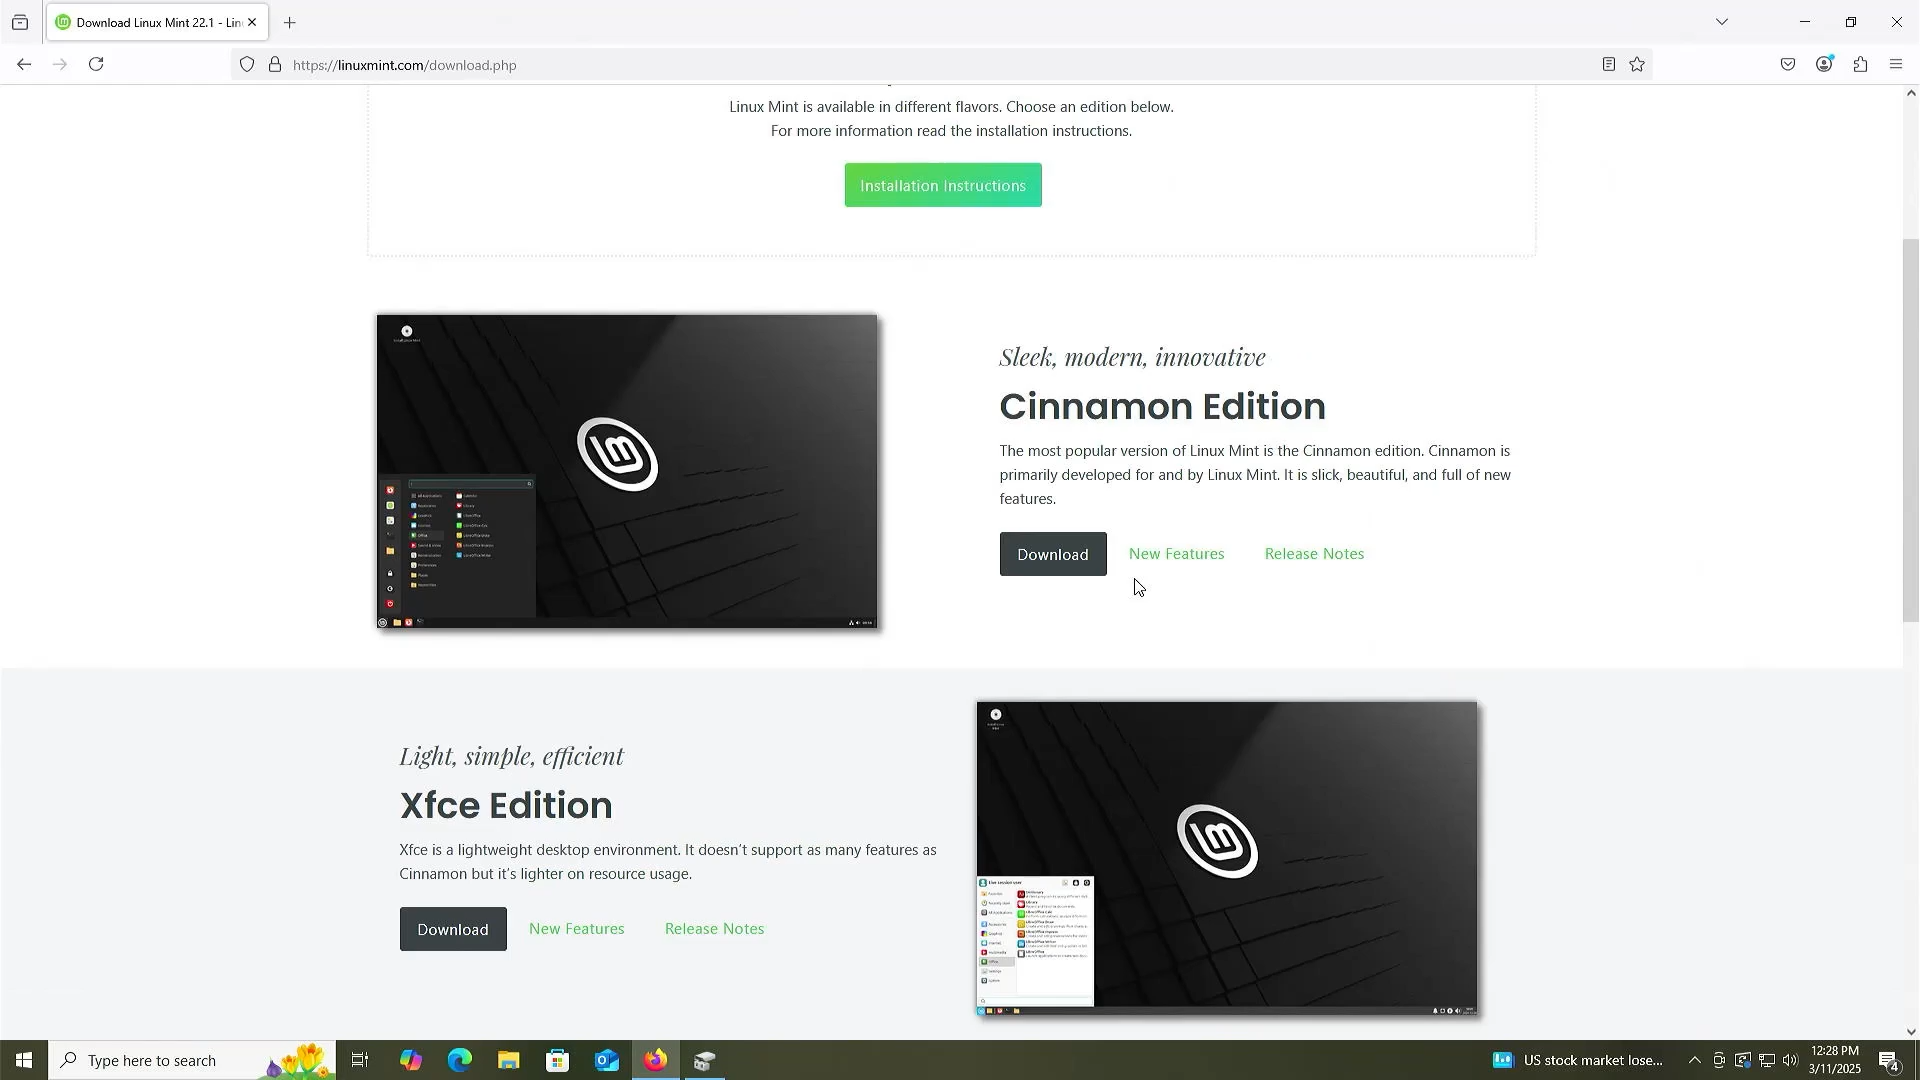 Download Linux Mint 22.1 - Lin
https://linuxmint.com/download.php
Linux Mint is available in different flavors. Choose an edition below.
For more information read the installation instructions.
Installation Instructions
Sleek, modern, innovative
Cinnamon Edition
The most popular version of Linux Mint is the Cinnamon edition. Cinnamon is
primarily developed for and by Linux Mint. It is slick, beautiful, and full of new
features.
Download
New Features
Release Notes
Light, simple, efficient
Xfce Edition
Xfce is a lightweight desktop environment. It doesn't support as many features as
Cinnamon but it's lighter on resource usage.
Download
New Features
Release Notes
Type here to search
US stock market lose...
12:28 PM
3/11/2025
4